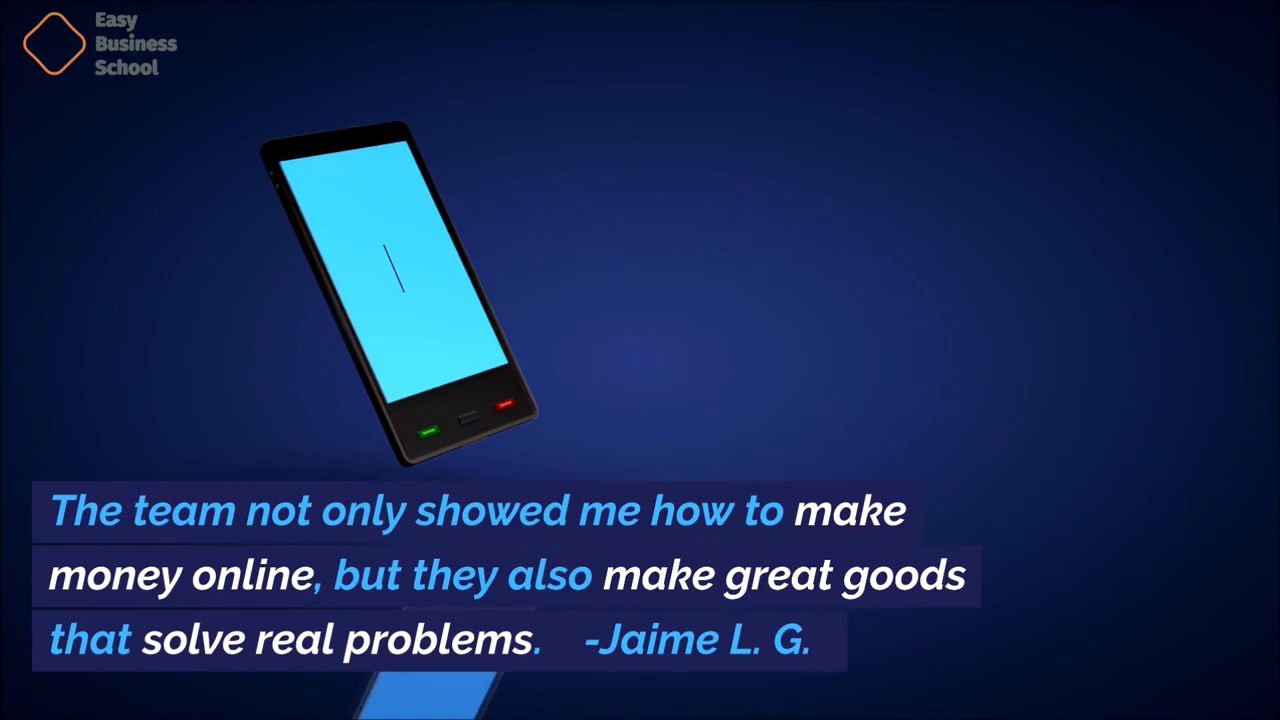 Easy
Business
School
The team not only showed me how to make
money online, but they also make great goods
that solve real problems. -Jaime L. G.